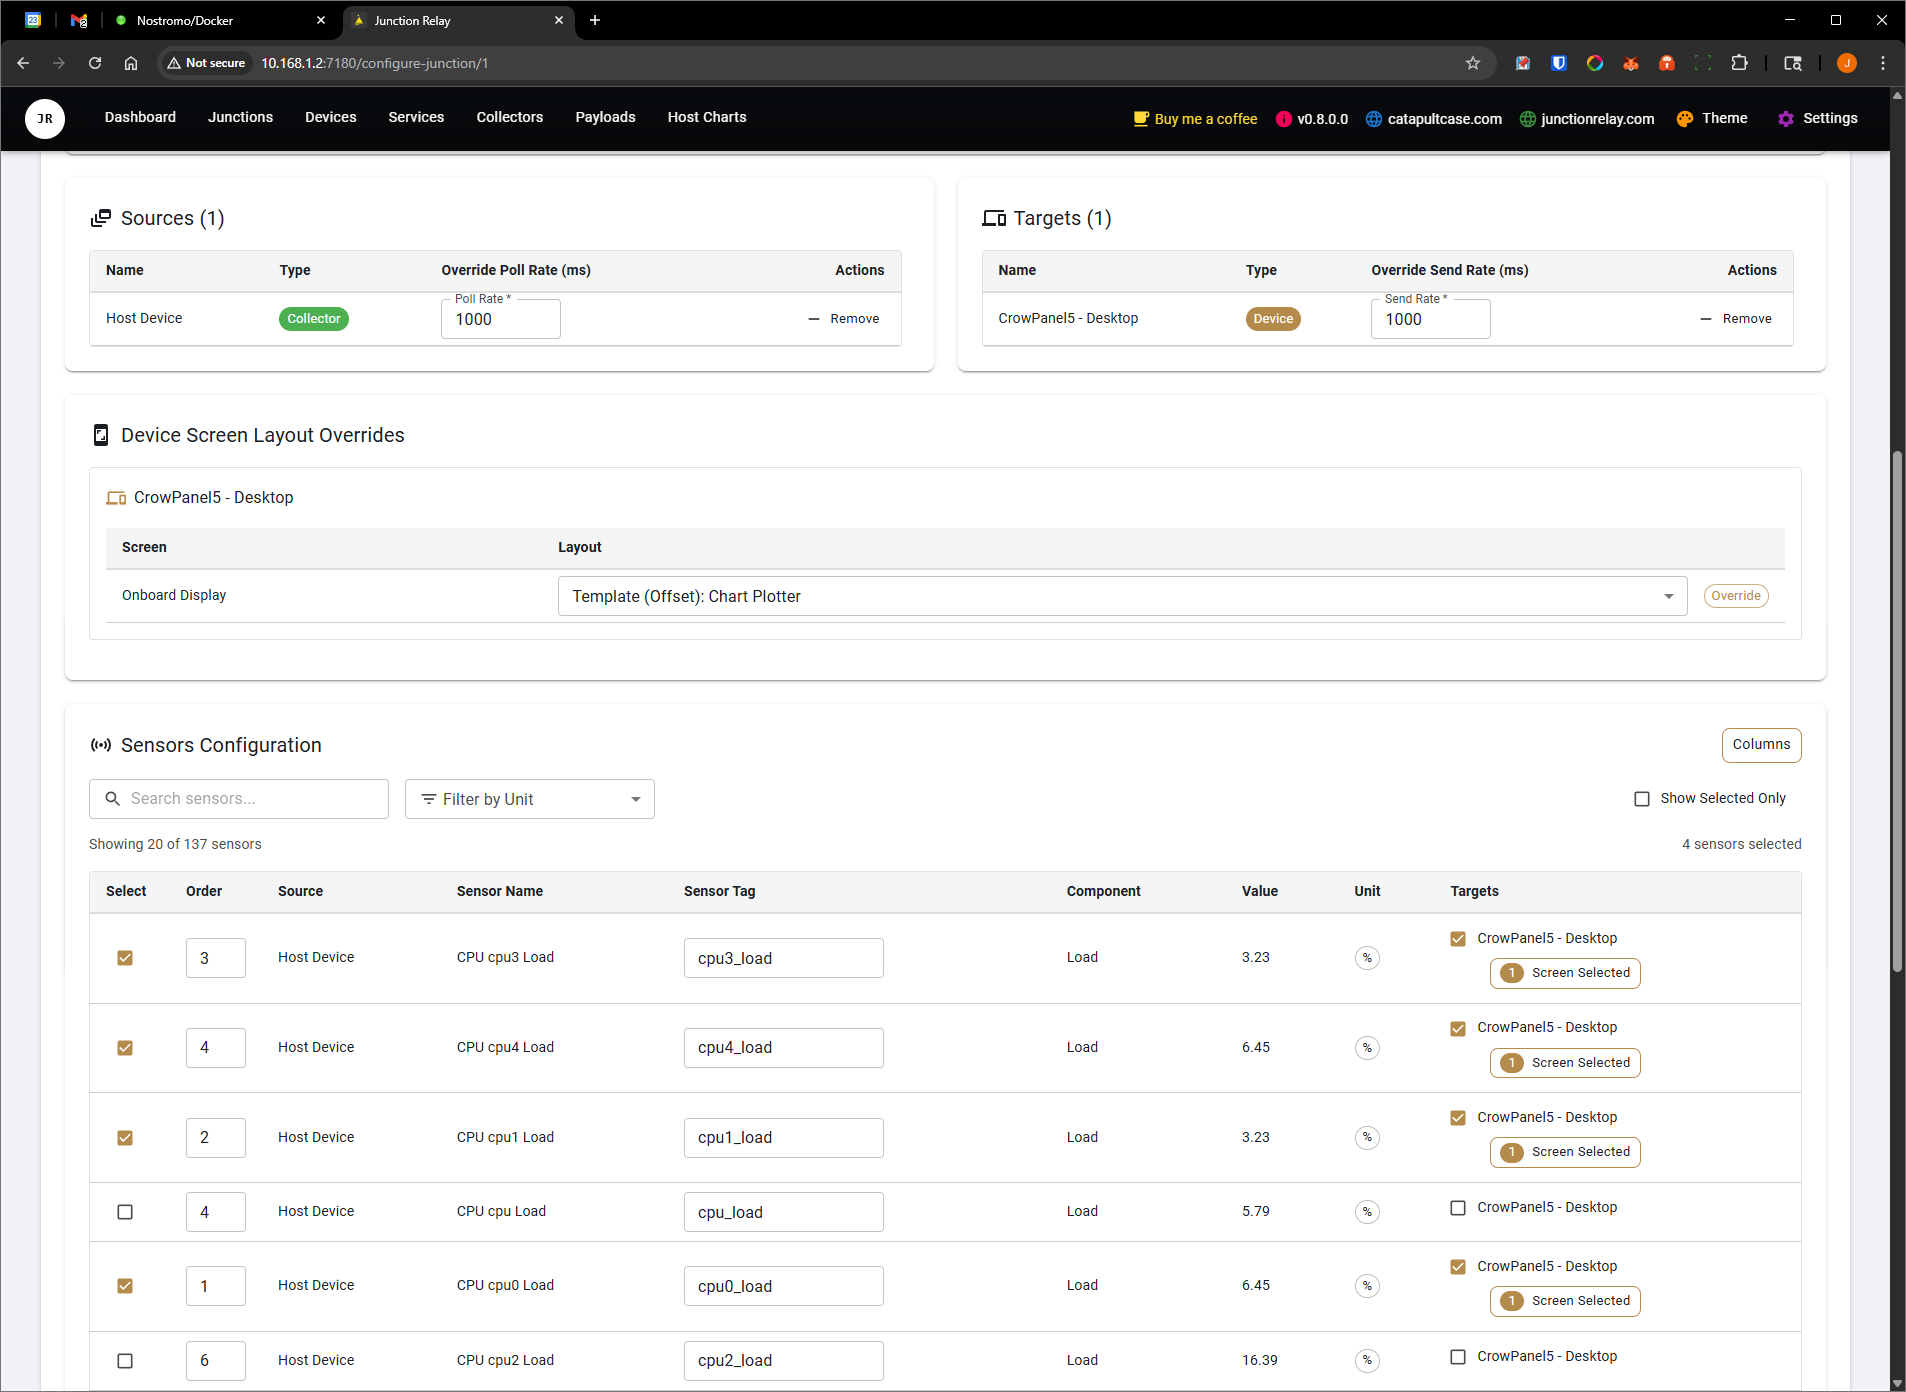 23
2
Nostromo/Docker
Junction Relay
Not secure
10.168.1.2:7180/configure-junction/1
J
JR
Dashboard
Junctions
Devices
Services
Collectors
Payloads
Host Charts
Buy me a coffee
v0.8.0.0
catapultcase.com
junctionrelay.com
Theme
Settings
Sources (1)
Name Type Override Poll Rate (ms) Actions
Poll Rate *
Host Device Collector 1000 Remove
Targets (1)
Name Type Override Send Rate (ms) Actions
Send Rate *
CrowPanel5 - Desktop Device 1000 Remove
Device Screen Layout Overrides
CrowPanel5 - Desktop
Screen Layout
Onboard Display Template (Offset): Chart Plotter Override
Sensors Configuration
Columns
Search sensors...
Filter by Unit
Show Selected Only
Showing 20 of 137 sensors
4 sensors selected
Select Order Source Sensor Name Sensor Tag Component Value Unit Targets
3 Host Device CPU cpu3 Load cpu3_load Load 3.23 % CrowPanel5 - Desktop
1 Screen Selected
4 Host Device CPU cpu4 Load cpu4_load Load 6.45 % CrowPanel5 - Desktop
1 Screen Selected
2 Host Device CPU cpu1 Load cpu1_load Load 3.23 % CrowPanel5 - Desktop
1 Screen Selected
4 Host Device CPU cpu Load cpu_load Load 5.79 % CrowPanel5 - Desktop
1 Host Device CPU cpu0 Load cpu0_load Load 6.45 % CrowPanel5 - Desktop
1 Screen Selected
6 Host Device CPU cpu2 Load cpu2_load Load 16.39 % CrowPanel5 - Desktop